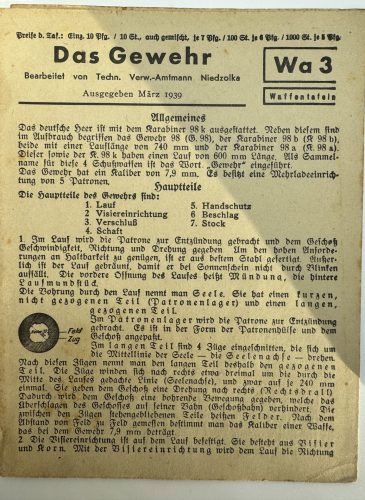 Preise d. Taf.: Einz. 10 Pfg. / 10 St., auch gemischt, je 7 Pfg. / 100 St. je 6 Pfg. / 1000 St. je 5 Pfg.
Das Gewehr
Bearbeitet von Techn. Verw.-Amtmann Niedzolka
Ausgegeben März 1939
Wa 3
Waffentafeln
Allgemeines
Das deutsche Heer ist mit dem Karabiner 98 k ausgestattet. Neben diesem sind
im Aufbrauch begriffen das Gewehr 98 (G. 98), der Karabiner 98 b (K 98 b),
beide mit einer Lauflänge von 740 mm und der Karabiner 98 a (K. 98 a).
Dieser sowie der K. 98 k haben einen Lauf von 600 mm Länge. Als Sammel-
name für diese 4 Schußwaffen ist das Wort „Gewehr" eingeführt.
Das Gewehr hat ein Kaliber von 7,9 mm. Es besitzt eine Mehrladeeinrich-
tung von 5 Patronen.
Hauptteile
Die Hauptteile des Gewehrs sind:
1. Lauf
2. Visiereinrichtung
3. Verschluß
4. Schaft
5. Handschutz
6 Beschlag
7. Stock
1 Im Lauf wird die Patrone zur Entzündung gebracht und dem Geschoß
Geschwindigkeit, Richtung und Drehung gegeben. Um den hohen Anforde-
rungen an Haltbarkeit zu genügen, ist er aus bestem Stahl gefertigt. Äußer-
lich ist der Lauf gebräunt, damit er bei Sonnenschein nicht durch Blinken
auffällt. Die vordere Öffnung des Laufes heißt Mündung, die hintere
Laufmundstück.
Die Bohrung durch den Lauf nennt man Seele. Sie hat einen kurzen,
nicht gezogenen Teil (Patronenlager) und einen langen,
gezogenen Teil.
Im Patronenlager wird die Patrone zur Entzündung
gebracht. Es ist in der Form der Patronenhülse und dem
Geschoß angepaßt.
Feld
Zug
Im langen Teil sind 4 Züge eingeschnitten, die sich um
die Mittellinie der Seele — die Seelenachse — drehen.
Nach diesen Zügen nennt man den langen Teil deshalb den gezogenen
Teil. Die Züge winden sich nach rechts etwa dreimal um die durch die
Mitte des Laufes gedachte Linie (Seelenachse), und zwar auf je 240 mm
einmal. Sie geben dem Geschoß eine Drehung nach rechts (Rechtsdrall)
Dadurch wird dem Geschoß eine bohrende Bewegung gegeben, welche das
Überschlagen des Geschosses auf seiner Bahn (Geschoßbahn) verhindert. Die
zwischen den Zügen stehengebliebenen Teile heißen Felder. Nach dem
Abstand von Feld zu Feld gemessen bestimmt man das Kaliber einer Waffe,
das bei dem Gewehr 7,9 mm beträgt.
2 Die Visiereinrichtung ist auf dem Lauf befestigt. Sie besteht aus Visier
und Korn. Mit der Visiereinrichtung wird dem Lauf die Richtung